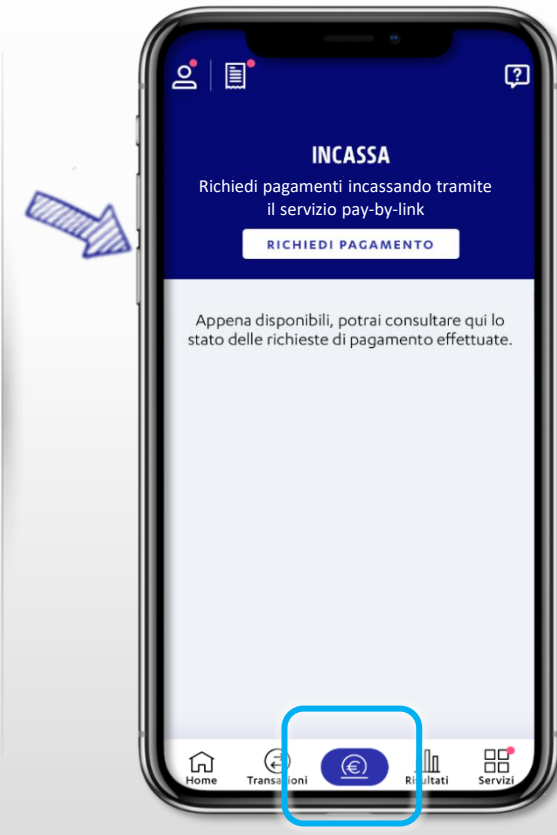 INCASSA
Richiedi pagamenti incassando tramite
il servizio pay-by-link
RICHIEDI PAGAMENTO
Appena disponibili, potrai consultare qui lo
stato delle richieste di pagamento effettuate.
Home Transazioni Risultati Servizi